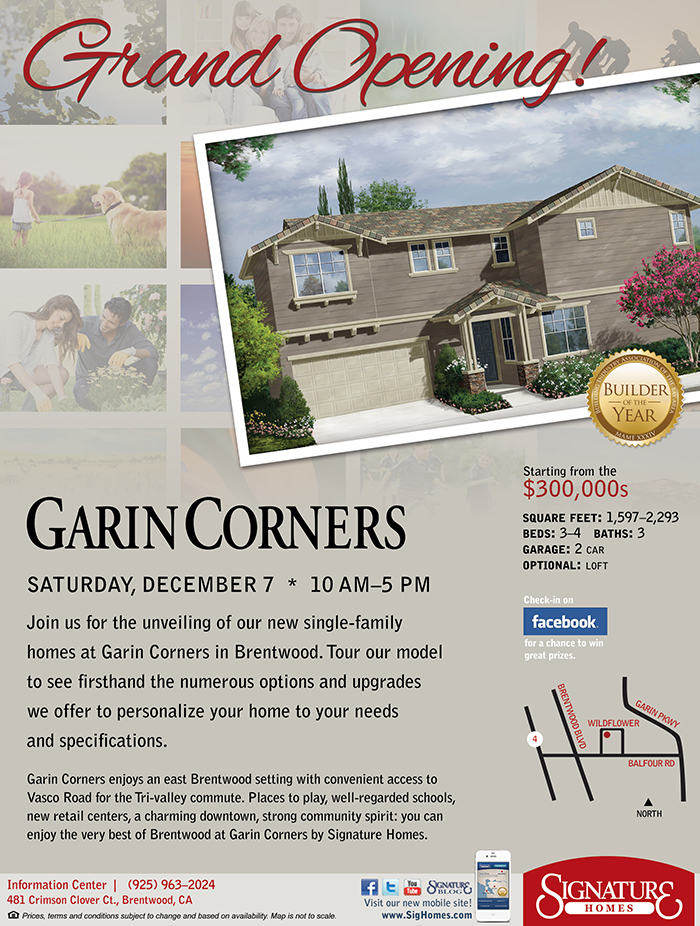 Grand Opening!
BUILDING INDUSTRY ASSOCIATION
BUILDER
OF THE
YEAR
MAME XXXIV
Starting from the
$300,000s
SQUARE FEET: 1,597–2,293
BEDS: 3–4 BATHS: 3
GARAGE: 2 CAR
OPTIONAL: LOFT
GARIN CORNERS
SATURDAY, DECEMBER 7 * 10 AM–5 PM
Join us for the unveiling of our new single-family
homes at Garin Corners in Brentwood. Tour our model
to see firsthand the numerous options and upgrades
we offer to personalize your home to your needs
and specifications.
Check-in on
facebook
for a chance to win
great prizes.
Garin Corners enjoys an east Brentwood setting with convenient access to
Vasco Road for the Tri-valley commute. Places to play, well-regarded schools,
new retail centers, a charming downtown, strong community spirit: you can
enjoy the very best of Brentwood at Garin Corners by Signature Homes.
4
BRENTWOOD BLVD
WILDFLOWER
GARIN PKWY
BALFOUR RD
NORTH
Information Center | (925) 963–2024
481 Crimson Clover Ct., Brentwood, CA
Prices, terms and conditions subject to change and based on availability. Map is not to scale.
f
t
You Tube
SIGNATURE
BLOG
Visit our new mobile site!
www.SigHomes.com
SIGNATURE
HOMES